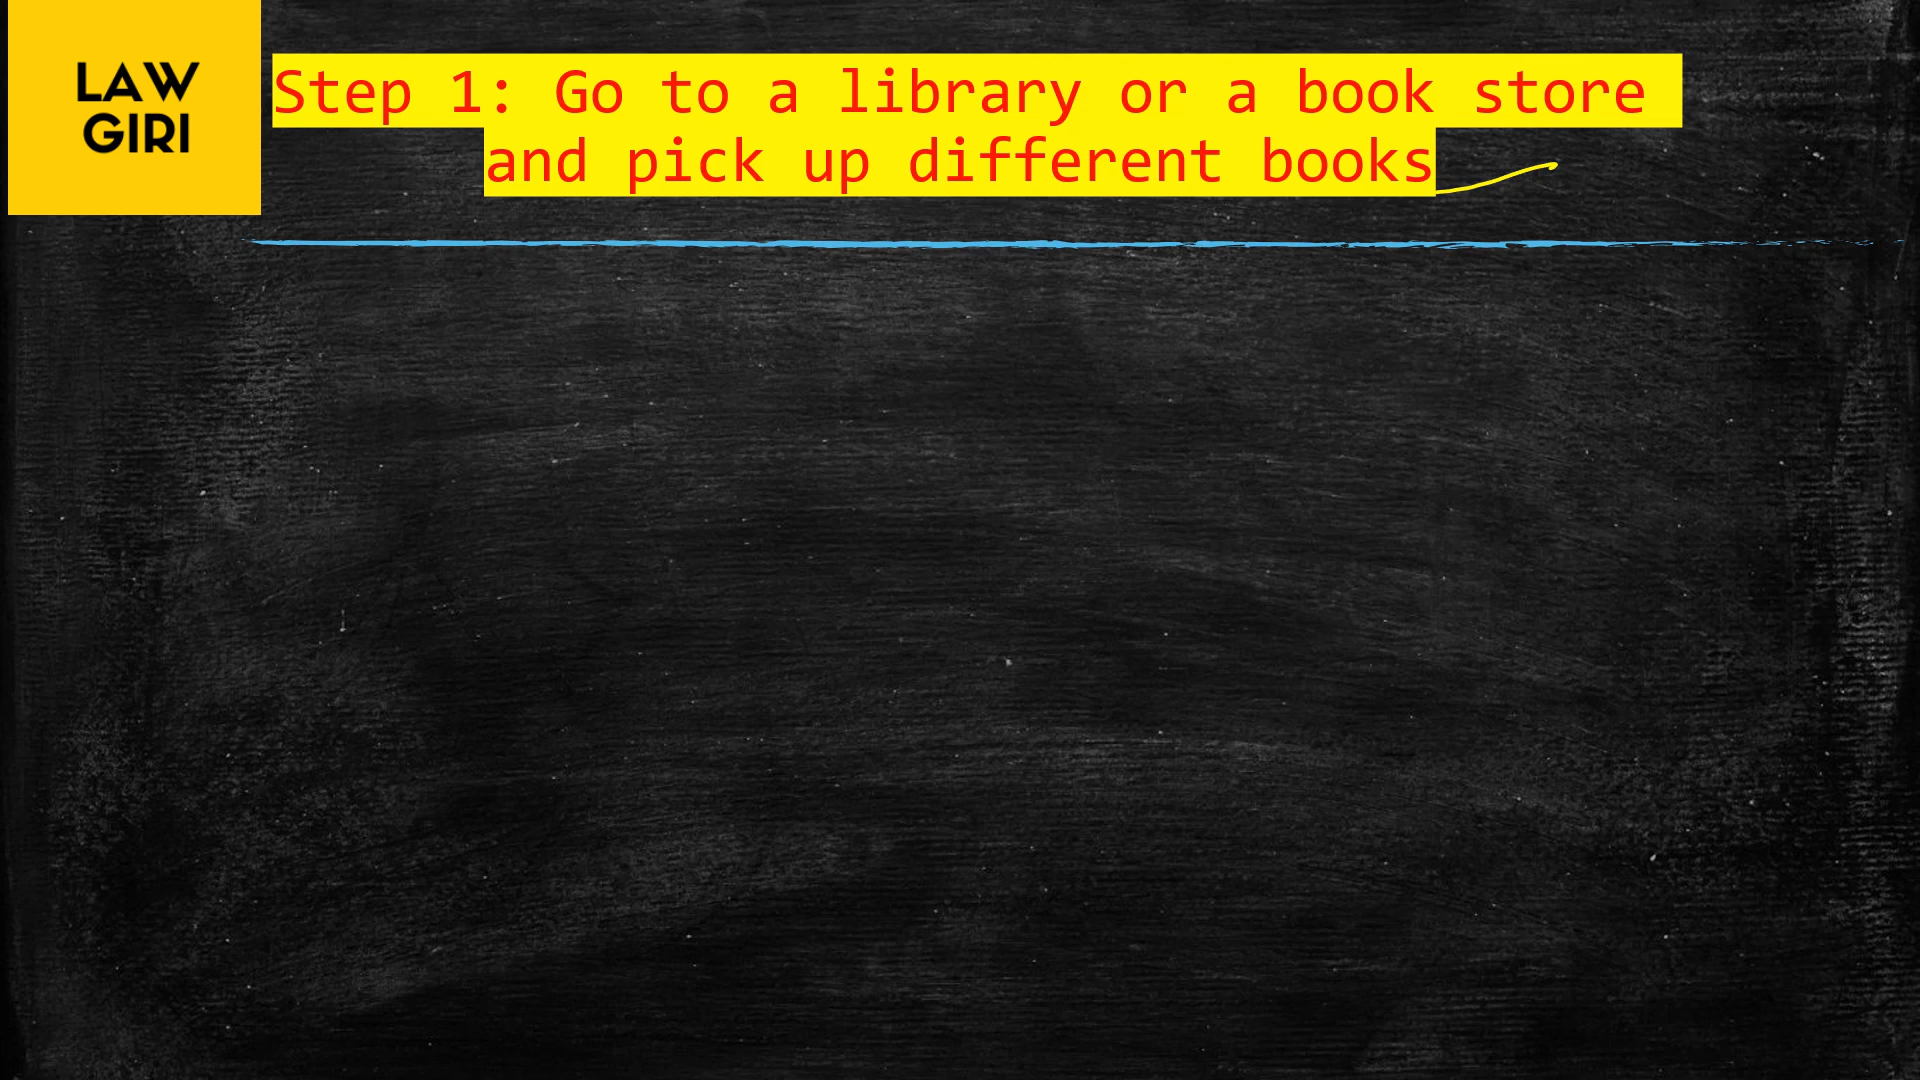 LAW
GIRI
Step 1: Go to a library or a book store
and pick up different books